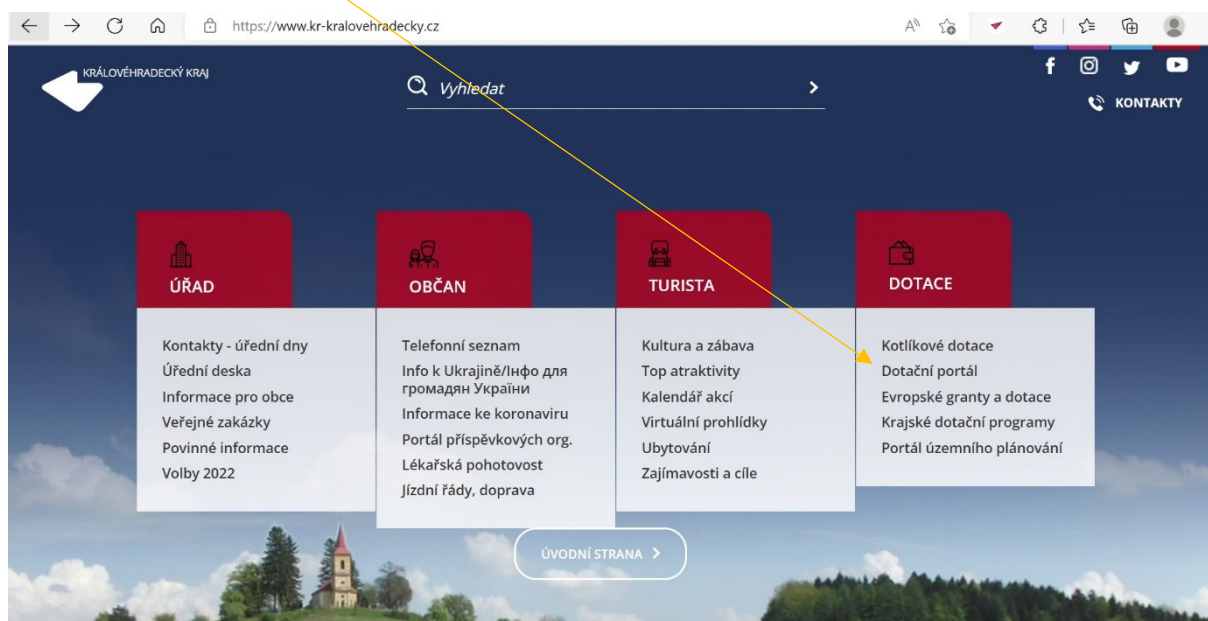 https://www.kr-kralovehradecky.cz
KRÁLOVÉHRADECKÝ KRAJ
Vyhledat
KONTAKTY
ÚŘAD
Kontakty - úřední dny
Úřední deska
Informace pro obce
Veřejné zakázky
Povinné informace
Volby 2022
OBČAN
Telefonní seznam
Info k Ukrajině/Інфо для
громадян України
Informace ke koronaviru
Portál příspěvkových org.
Lékařská pohotovost
Jízdní řády, doprava
TURISTA
Kultura a zábava
Top atraktivity
Kalendář akcí
Virtuální prohlídky
Ubytování
Zajímavosti a cíle
DOTACE
Kotlíkové dotace
Dotační portál
Evropské granty a dotace
Krajské dotační programy
Portál územního plánování
ÚVODNÍ STRANA